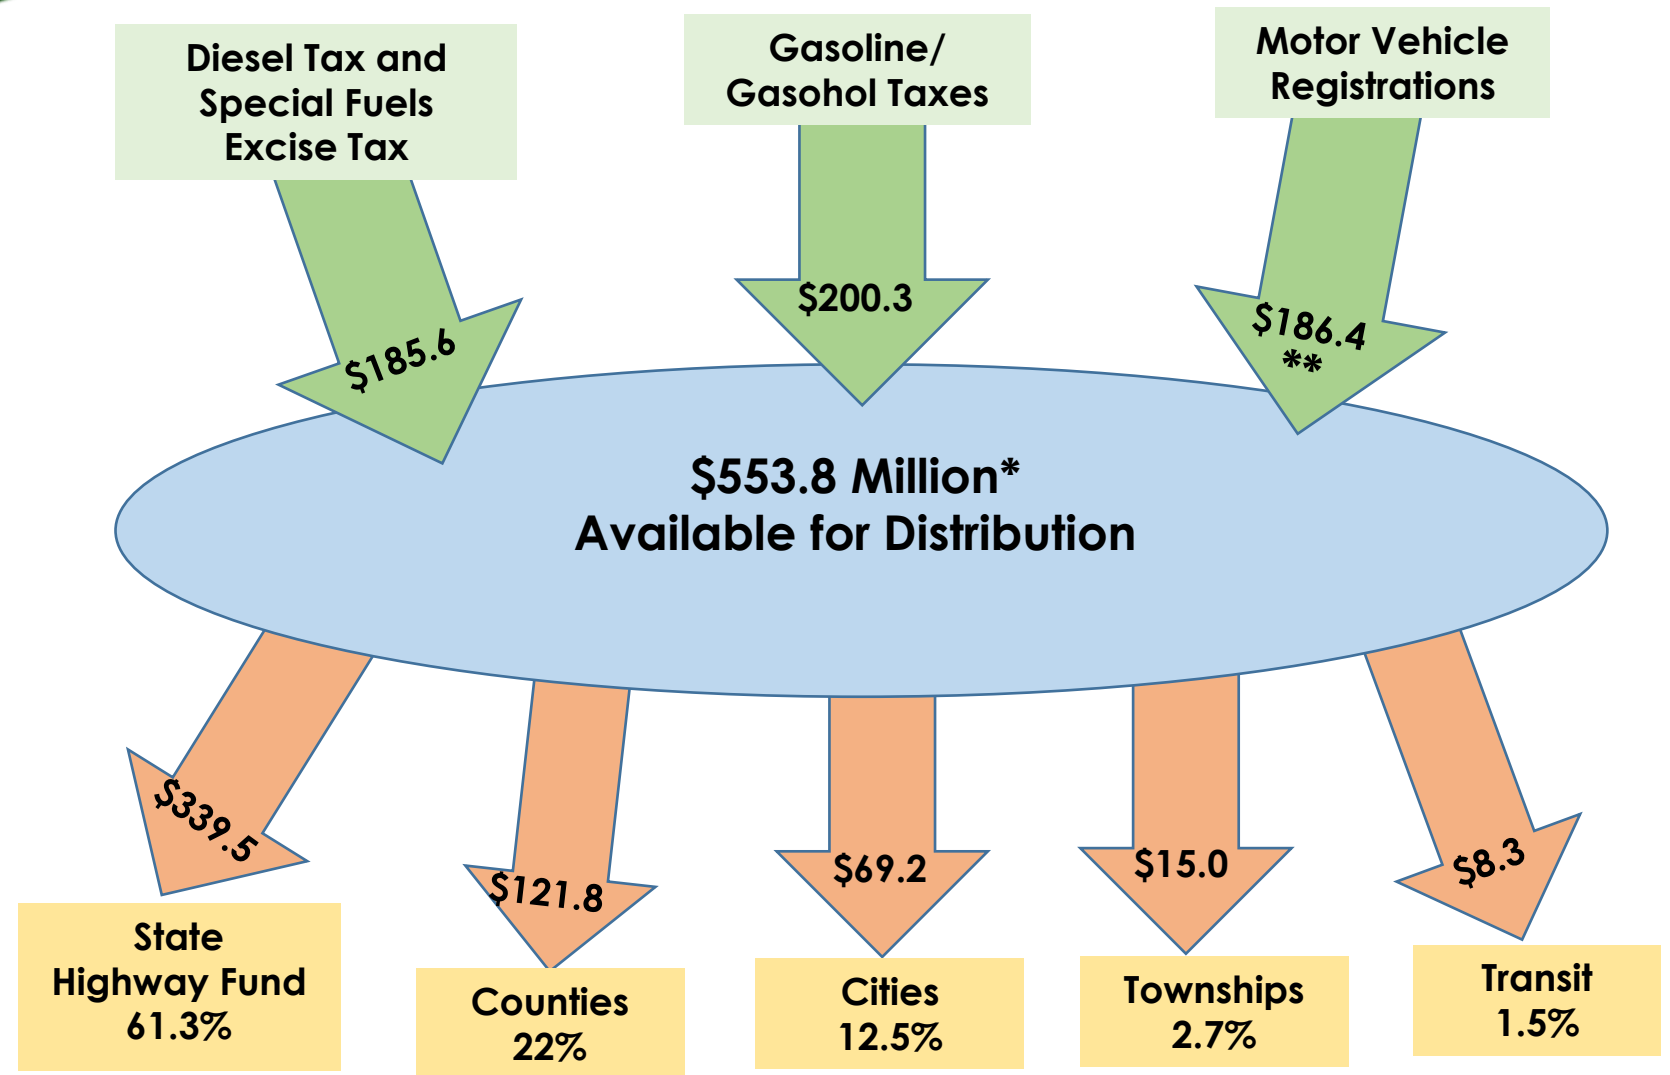 Diesel Tax and
Special Fuels
Excise Tax
Gasoline/
Gasohol Taxes
Motor Vehicle
Registrations
$185.6
$200.3
$186.4
**
$553.8 Million*
Available for Distribution
$339.5
$121.8
$69.2
$15.0
$8.3
State
Highway Fund
61.3%
Counties
22%
Cities
12.5%
Townships
2.7%
Transit
1.5%